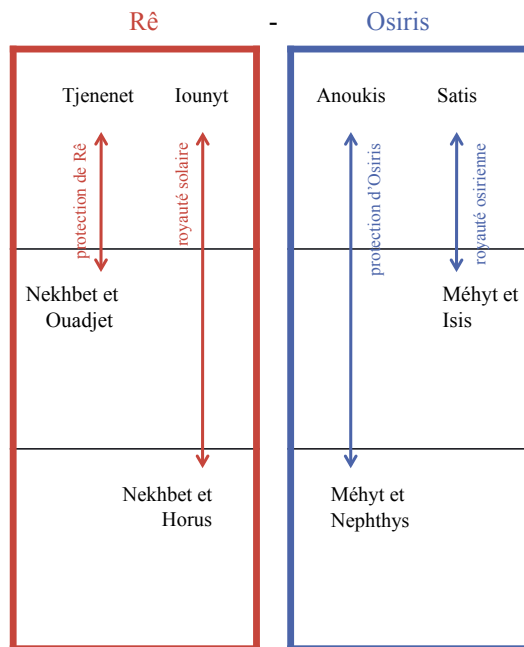 Rê - Osiris
Tjenenet Iounyt Anoukis Satis
protection de Rê
royauté solaire
protection d'Osiris
royauté osirienne
Nekhbet et
Ouadjet
Méhyt et
Isis
Nekhbet et
Horus
Méhyt et
Nephthys